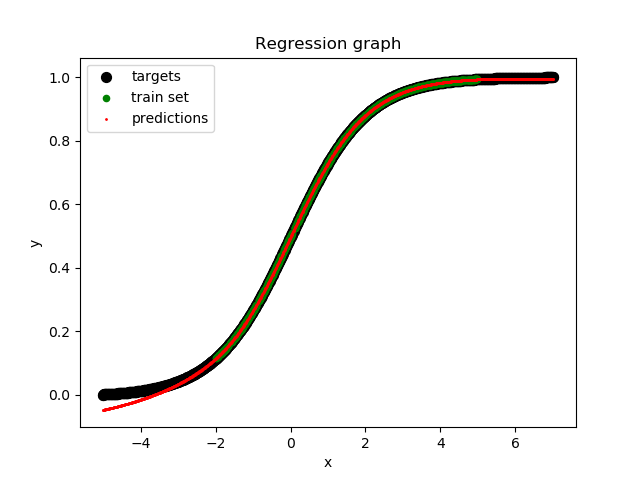 Regression graph
targets
train set
predictions
1.0
0.8
0.6
0.4
0.2
0.0
y
−4 −2 0 2 4 6
x